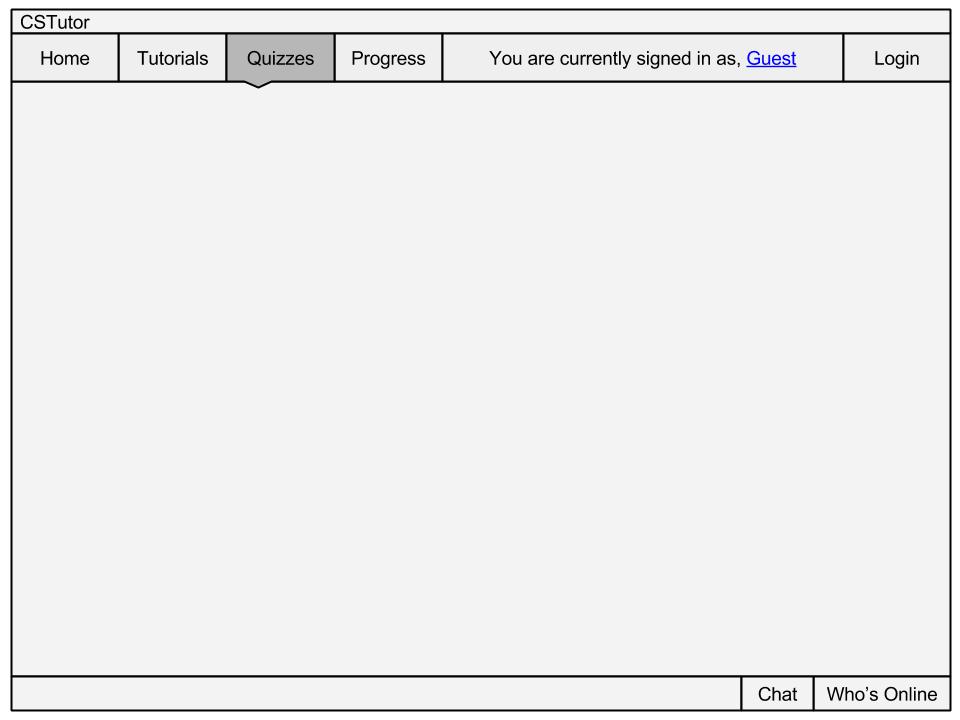 CSTutor
Home Tutorials Quizzes Progress You are currently signed in as, Guest Login
Chat Who’s Online